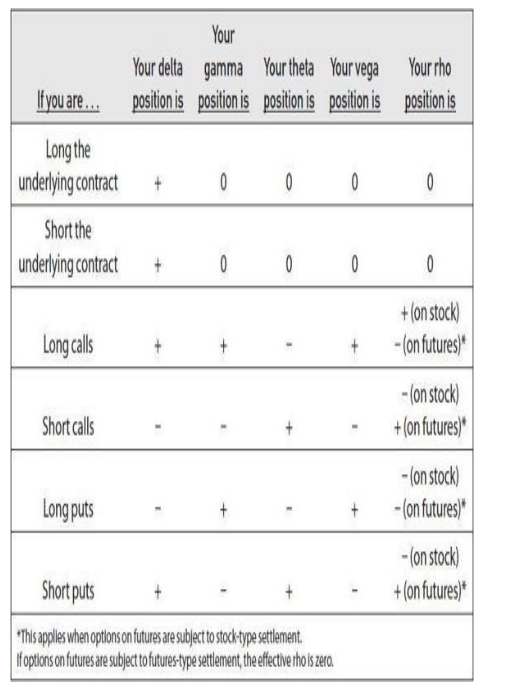 Your
Your delta gamma Your theta Your vega Your rho
If you are . . . position is position is position is position is position is
Long the
underlying contract + 0 0 0 0
Short the
underlying contract + 0 0 0 0
+ (on stock)
Long calls + + – + – (on futures)*
– (on stock)
Short calls – – + – + (on futures)*
– (on stock)
Long puts – + – + – (on futures)*
– (on stock)
Short puts + – + – + (on futures)*
*This applies when options on futures are subject to stock-type settlement.
If options on futures are subject to futures-type settlement, the effective rho is zero.